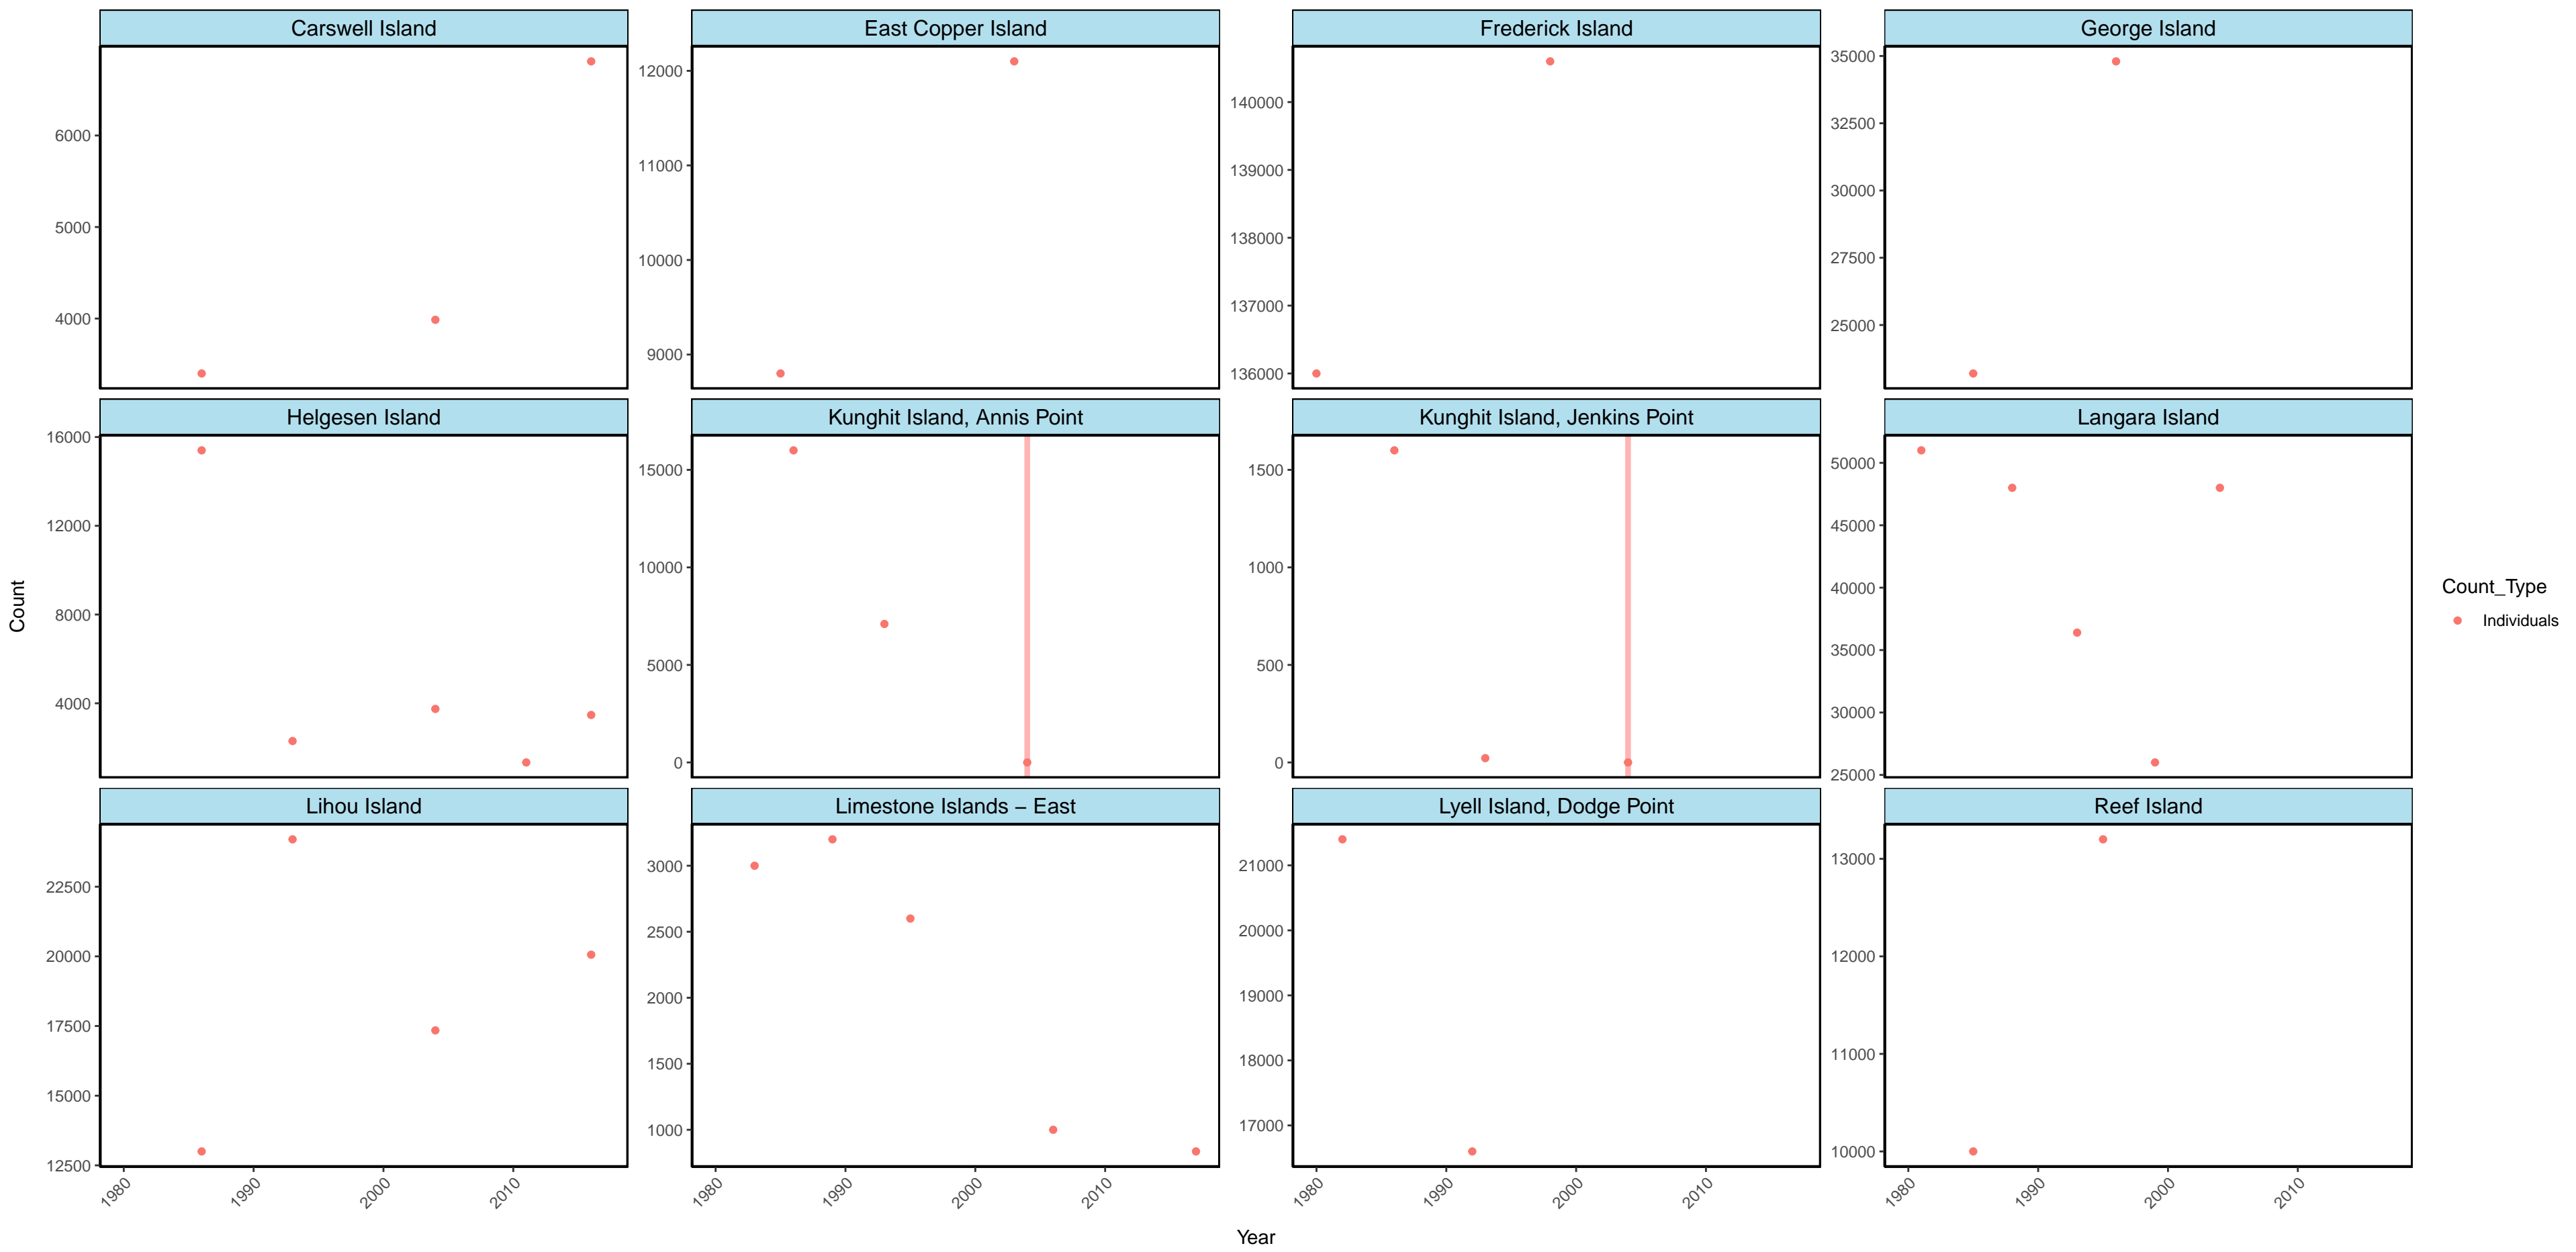 Carswell Island
East Copper Island
Frederick Island
George Island
6000
5000
4000
12000
11000
10000
9000
140000
139000
138000
137000
136000
35000
32500
30000
27500
25000
Helgesen Island
Kunghit Island, Annis Point
Kunghit Island, Jenkins Point
Langara Island
16000
12000
8000
4000
15000
10000
5000
0
1500
1000
500
0
50000
45000
40000
35000
30000
25000
Lihou Island
Limestone Islands – East
Lyell Island, Dodge Point
Reef Island
22500
20000
17500
15000
12500
3000
2500
2000
1500
1000
21000
20000
19000
18000
17000
13000
12000
11000
10000
1980 1990 2000 2010
1980 1990 2000 2010
1980 1990 2000 2010
1980 1990 2000 2010
Year
Count
Count_Type
Individuals